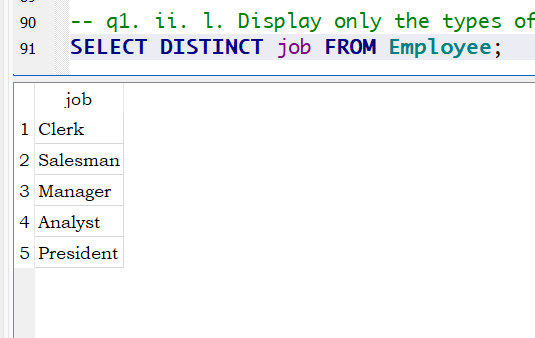 90 -- q1. ii. l. Display only the types of
91 SELECT DISTINCT job FROM Employee;
job
1 Clerk
2 Salesman
3 Manager
4 Analyst
5 President